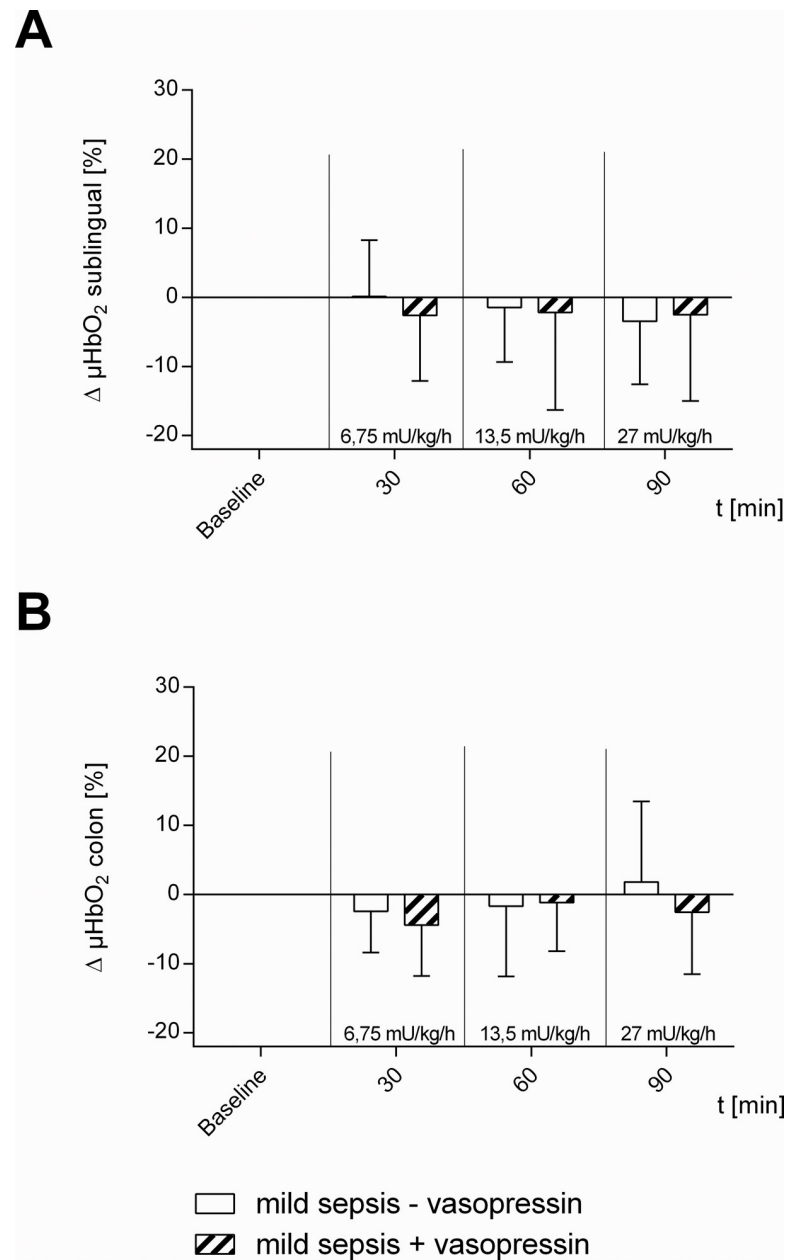 A
Δ µHbO2 sublingual [%]
30
20
10
0
-10
-20
6,75 mU/kg/h
13,5 mU/kg/h
27 mU/kg/h
Baseline
30
60
90
t [min]
B
Δ µHbO2 colon [%]
30
20
10
0
-10
-20
6,75 mU/kg/h
13,5 mU/kg/h
27 mU/kg/h
Baseline
30
60
90
t [min]
mild sepsis - vasopressin
mild sepsis + vasopressin